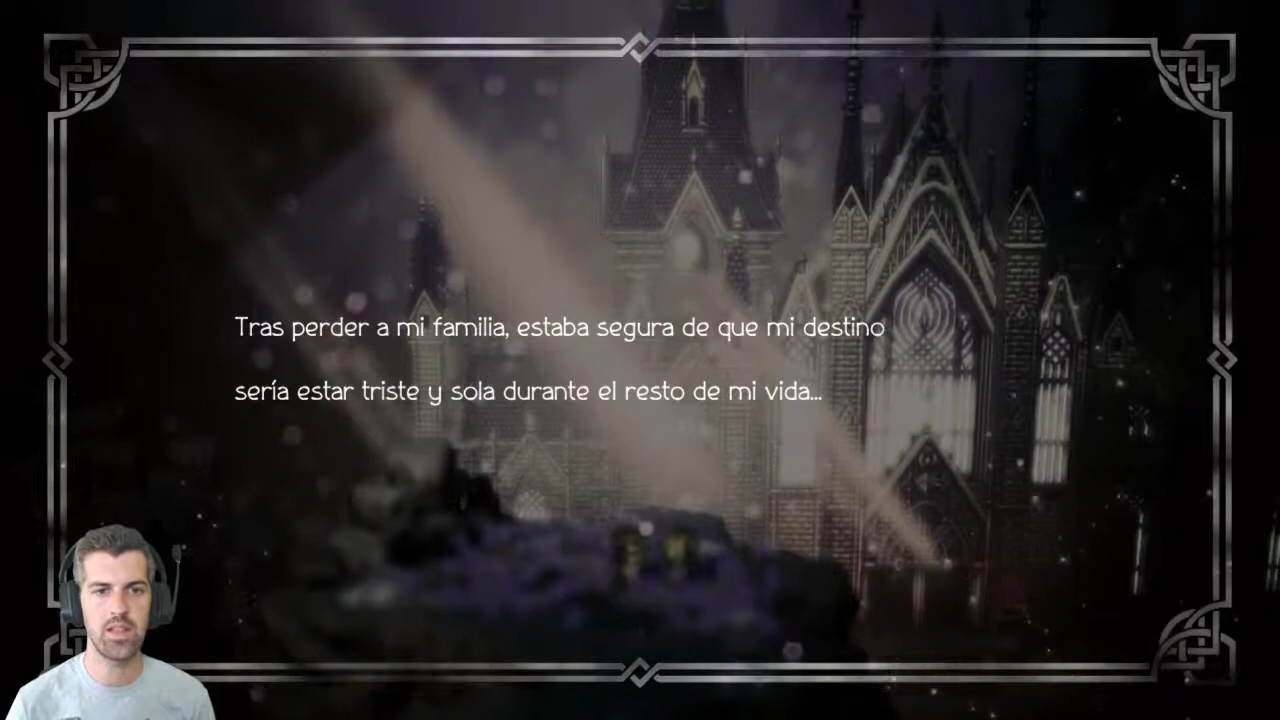 Tras perder a mi familia, estaba segura de que mi destino
sería estar triste y sola durante el resto de mi vida...